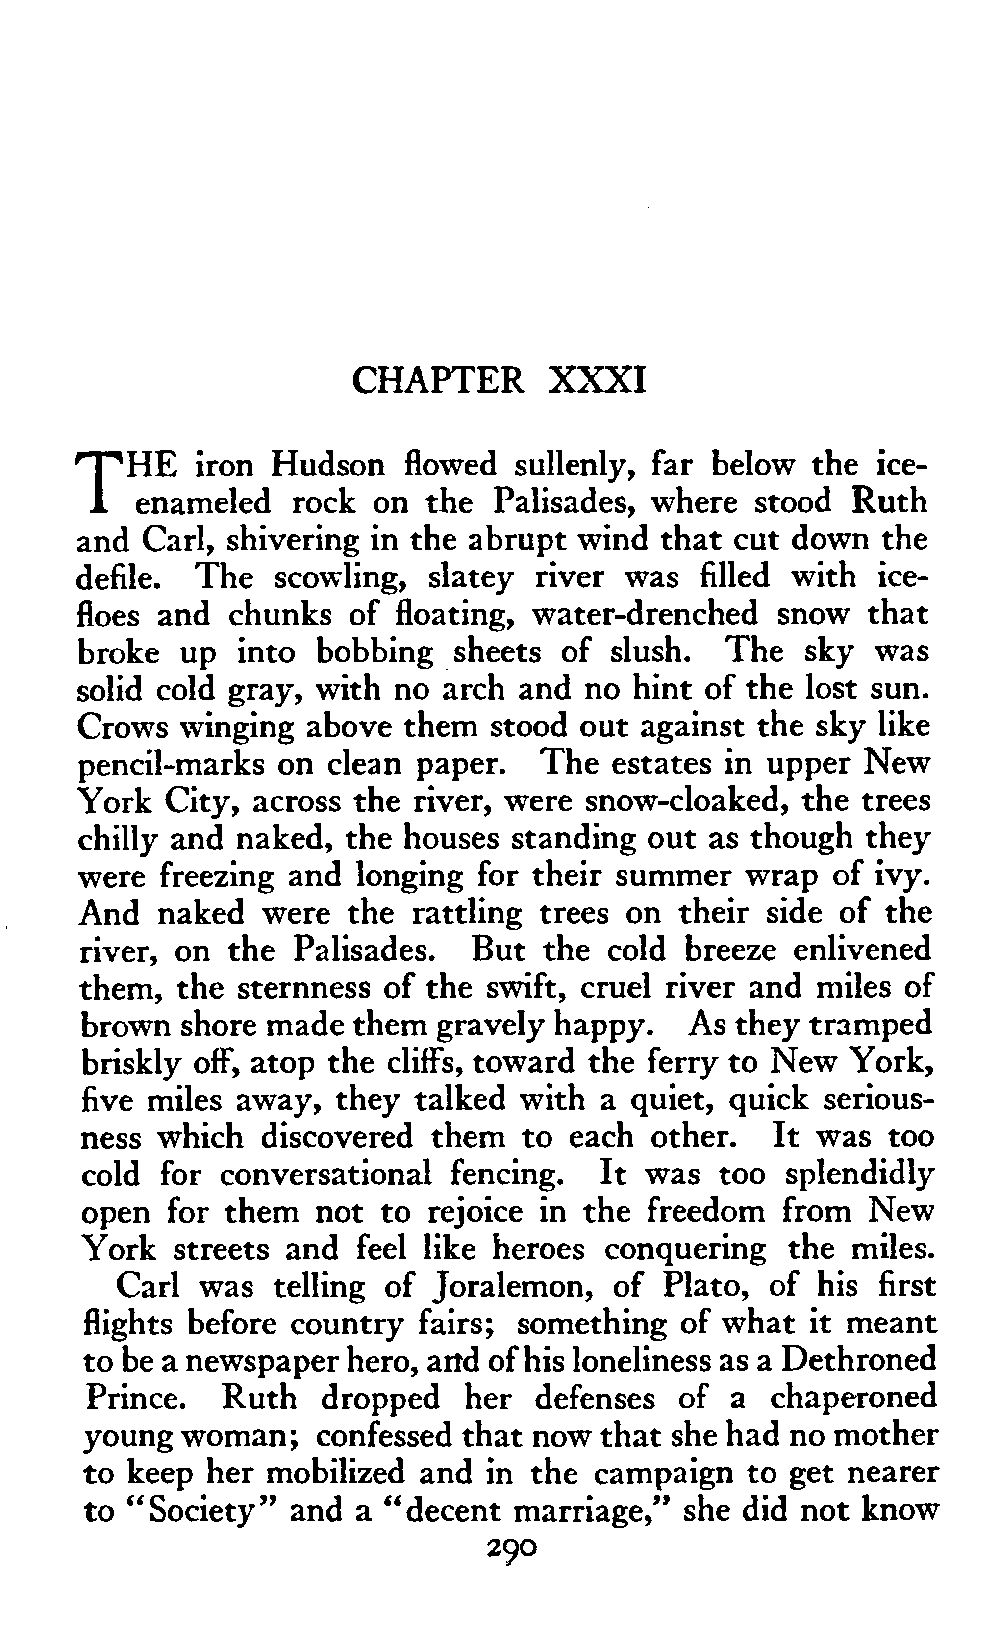 CHAPTER XXXI
THE iron Hudson flowed sullenly, far below the ice-
enameled rock on the Palisades, where stood Ruth
and Carl, shivering in the abrupt wind that cut down the
defile. The scowling, slatey river was filled with ice-
floes and chunks of floating, water-drenched snow that
broke up into bobbing sheets of slush. The sky was
solid cold gray, with no arch and no hint of the lost sun.
Crows winging above them stood out against the sky like
pencil-marks on clean paper. The estates in upper New
York City, across the river, were snow-cloaked, the trees
chilly and naked, the houses standing out as though they
were freezing and longing for their summer wrap of ivy.
And naked were the rattling trees on their side of the
river, on the Palisades. But the cold breeze enlivened
them, the sternness of the swift, cruel river and miles of
brown shore made them gravely happy. As they tramped
briskly off, atop the cliffs, toward the ferry to New York,
five miles away, they talked with a quiet, quick serious-
ness which discovered them to each other. It was too
cold for conversational fencing. It was too splendidly
open for them not to rejoice in the freedom from New
York streets and feel like heroes conquering the miles.
Carl was telling of Joralemon, of Plato, of his first
flights before country fairs; something of what it meant
to be a newspaper hero, and of his loneliness as a Dethroned
Prince. Ruth dropped her defenses of a chaperoned
young woman; confessed that now that she had no mother
to keep her mobilized and in the campaign to get nearer
to "Society" and a "decent marriage," she did not know
290